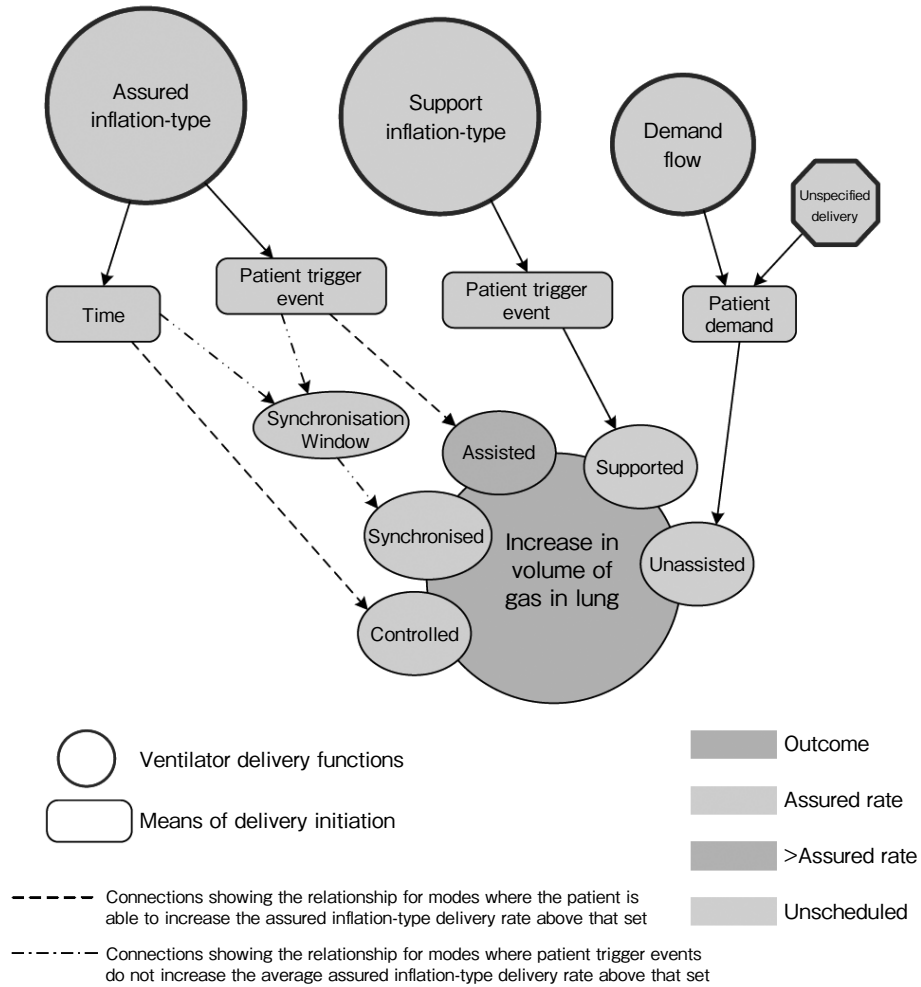 Assured
inflation-type
Support
inflation-type
Demand
flow
Unspecified
delivery
Time
Patient trigger
event
Patient trigger
event
Patient
demand
Synchronisation
Window
Assisted
Supported
Synchronised
Unassisted
Controlled
Increase in
volume of
gas in lung
Ventilator delivery functions
Means of delivery initiation
Outcome
Assured rate
>Assured rate
Unscheduled
Connections showing the relationship for modes where the patient is
able to increase the assured inflation-type delivery rate above that set
Connections showing the relationship for modes where patient trigger events
do not increase the average assured inflation-type delivery rate above that set